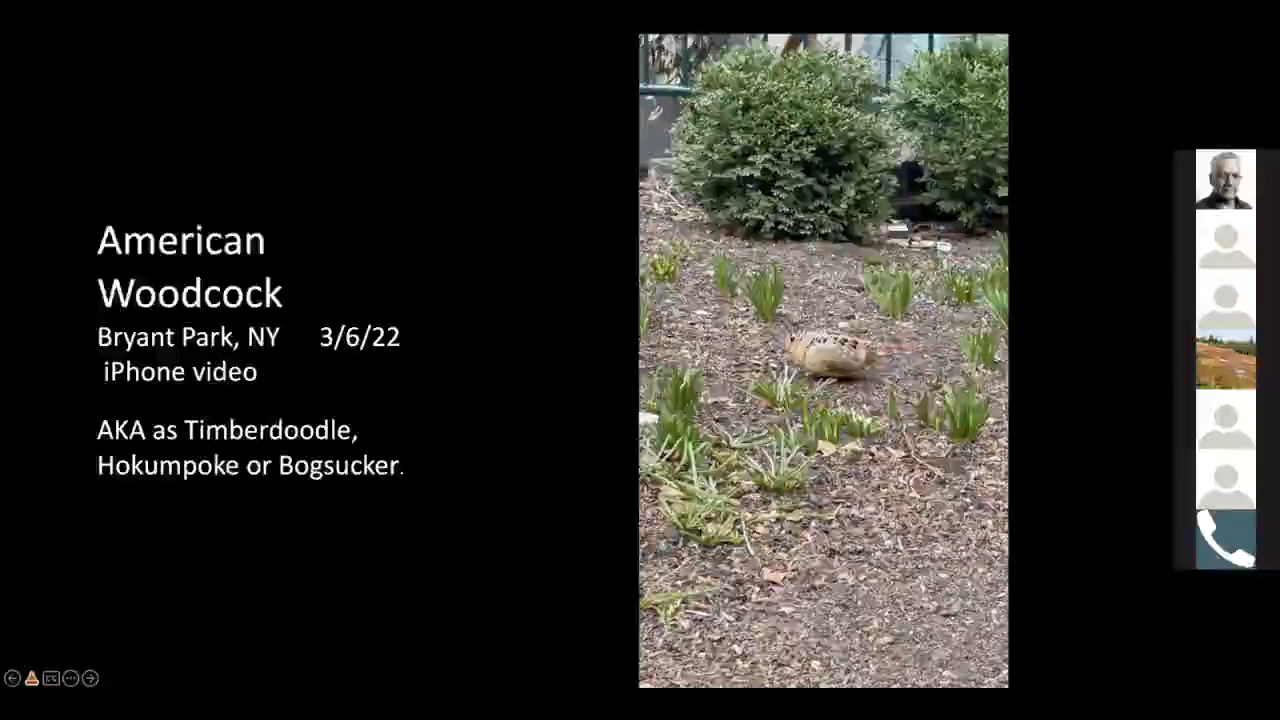 American
Woodcock
Bryant Park, NY 3/6/22
iPhone video
AKA as Timberdoodle,
Hokumpoke or Bogsucker.